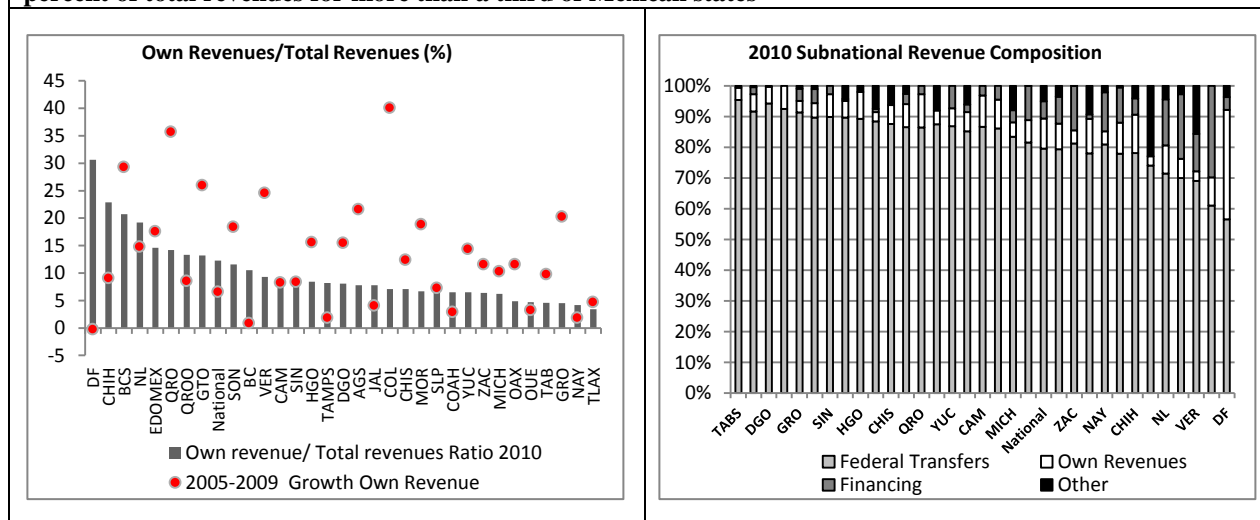 percent of total revenues for more than a third of Mexican states
Own Revenues/Total Revenues (%)
45
40
35
30
25
20
15
10
5
0
-5
DF
CHIH
BCS
NL
EDOMEX
QRO
QROO
GTO
National
SON
BC
VER
CAM
SIN
HGO
TAMPS
DGO
AGS
JAL
COL
CHIS
MOR
SLP
COAH
YUC
ZAC
MICH
OAX
OUE
TAB
GRO
NAY
TLAX
Own revenue/ Total revenues Ratio 2010
2005-2009 Growth Own Revenue
2010 Subnational Revenue Composition
100%
90%
80%
70%
60%
50%
40%
30%
20%
10%
0%
TABS
DGO
GRO
SIN
HGO
CHIS
QRO
YUC
CAM
MICH
National
ZAC
NAY
CHIH
NL
VER
DF
Federal Transfers
Own Revenues
Financing
Other